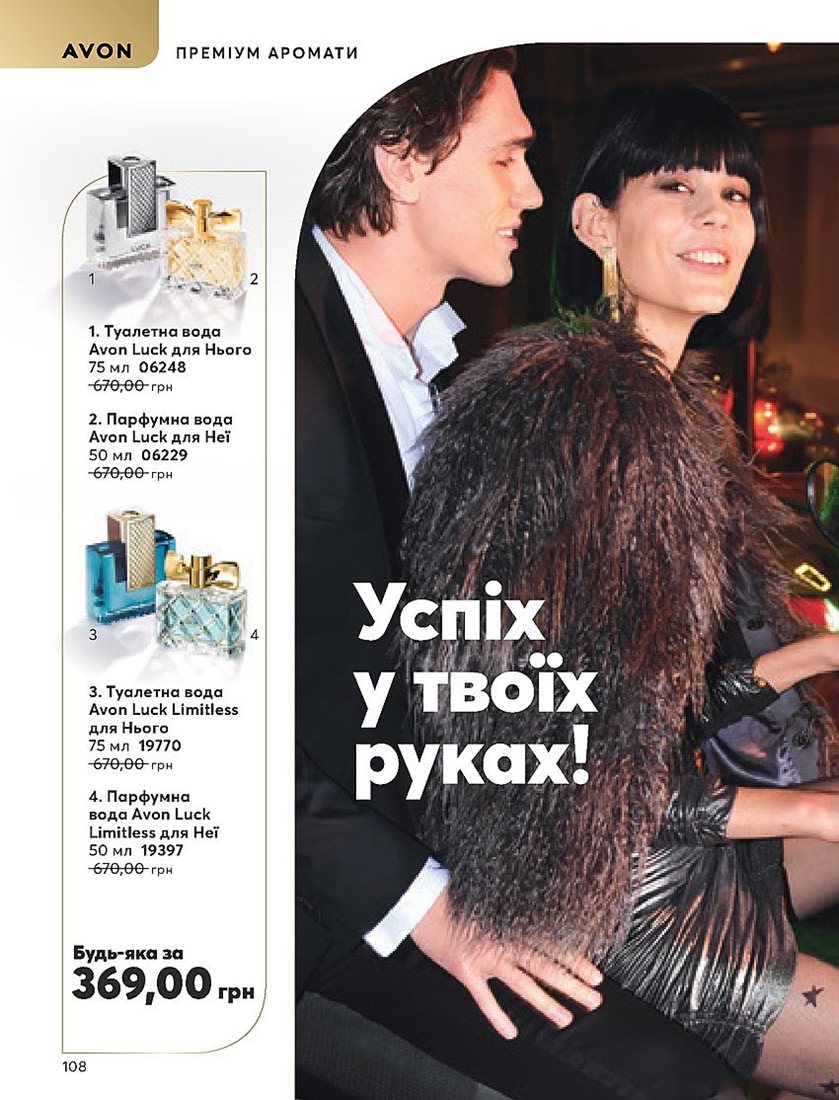 AVON
ПРЕМІУМ АРОМАТИ
LUCK
1
2
1. Туалетна вода
Avon Luck для Нього
75 мл 06248
670,00 грн
2. Парфумна вода
Avon Luck для Неї
50 мл 06229
670,00 грн
3
4
3. Туалетна вода
Avon Luck Limitless
для Нього
75 мл 19770
670,00 грн
4. Парфумна
вода Avon Luck
Limitless для Неї
50 мл 19397
670,00 грн
Будь-яка за
369,00 грн
Успіх
у твоїх
руках!
108